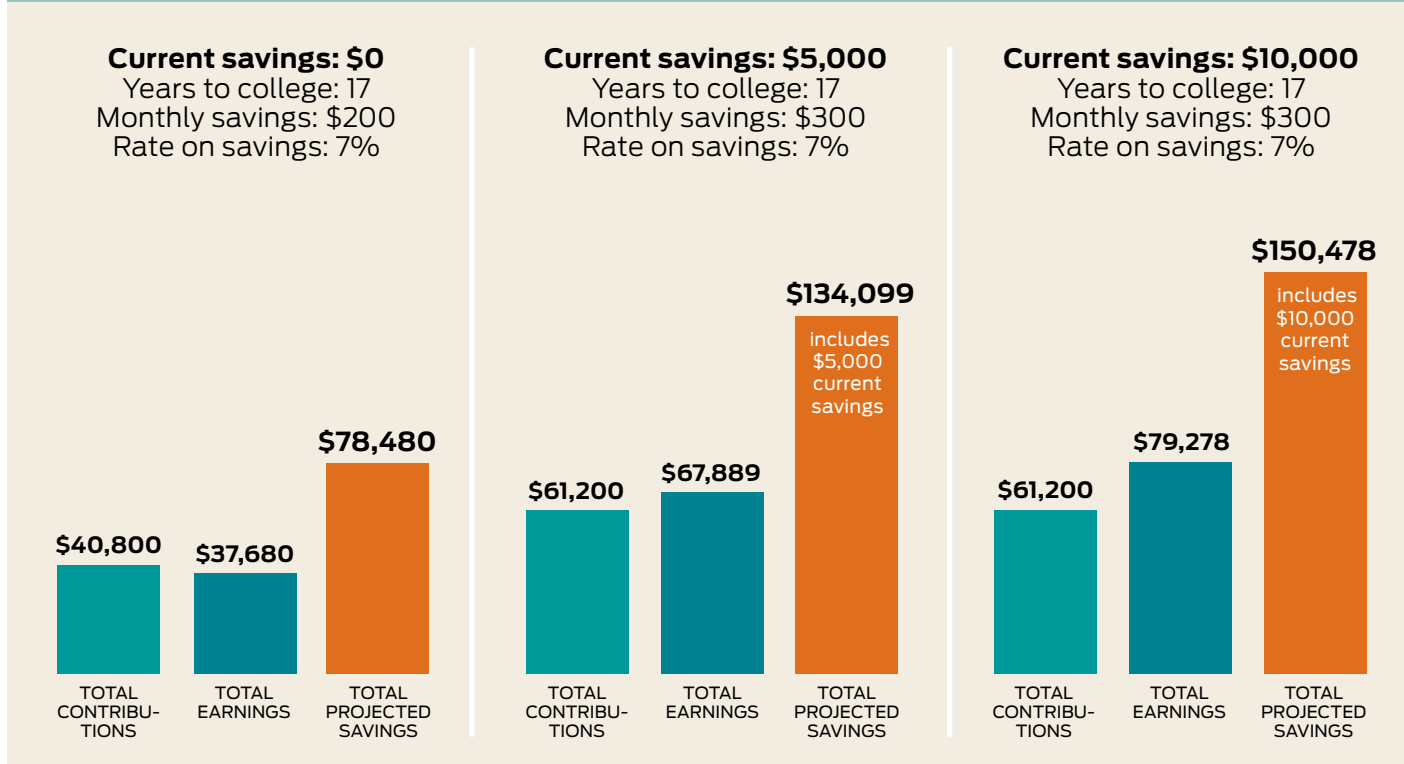 Current savings: $0
Years to college: 17
Monthly savings: $200
Rate on savings: 7%
$40,800
$37,680
$78,480
TOTAL
CONTRIBU-
TIONS
TOTAL
EARNINGS
TOTAL
PROJECTED
SAVINGS
Current savings: $5,000
Years to college: 17
Monthly savings: $300
Rate on savings: 7%
$61,200
$67,889
$134,099
includes
$5,000
current
savings
TOTAL
CONTRIBU-
TIONS
TOTAL
EARNINGS
TOTAL
PROJECTED
SAVINGS
Current savings: $10,000
Years to college: 17
Monthly savings: $300
Rate on savings: 7%
$61,200
$79,278
$150,478
includes
$10,000
current
savings
TOTAL
CONTRIBU-
TIONS
TOTAL
EARNINGS
TOTAL
PROJECTED
SAVINGS